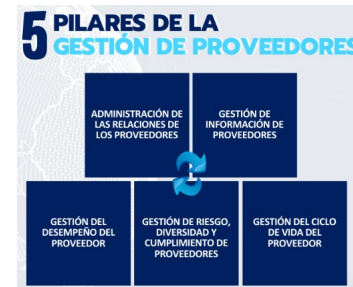 5 PILARES DE LA
GESTIÓN DE PROVEEDORES
ADMINISTRACIÓN DE
LAS RELACIONES DE
LOS PROVEEDORES
GESTIÓN DE
INFORMACIÓN DE
PROVEEDORES
GESTIÓN DEL
DESEMPEÑO DEL
PROVEEDOR
GESTIÓN DE RIESGO,
DIVERSIDAD Y
CUMPLIMIENTO DE
PROVEEDORES
GESTIÓN DEL CICLO
DE VIDA DEL
PROVEEDOR